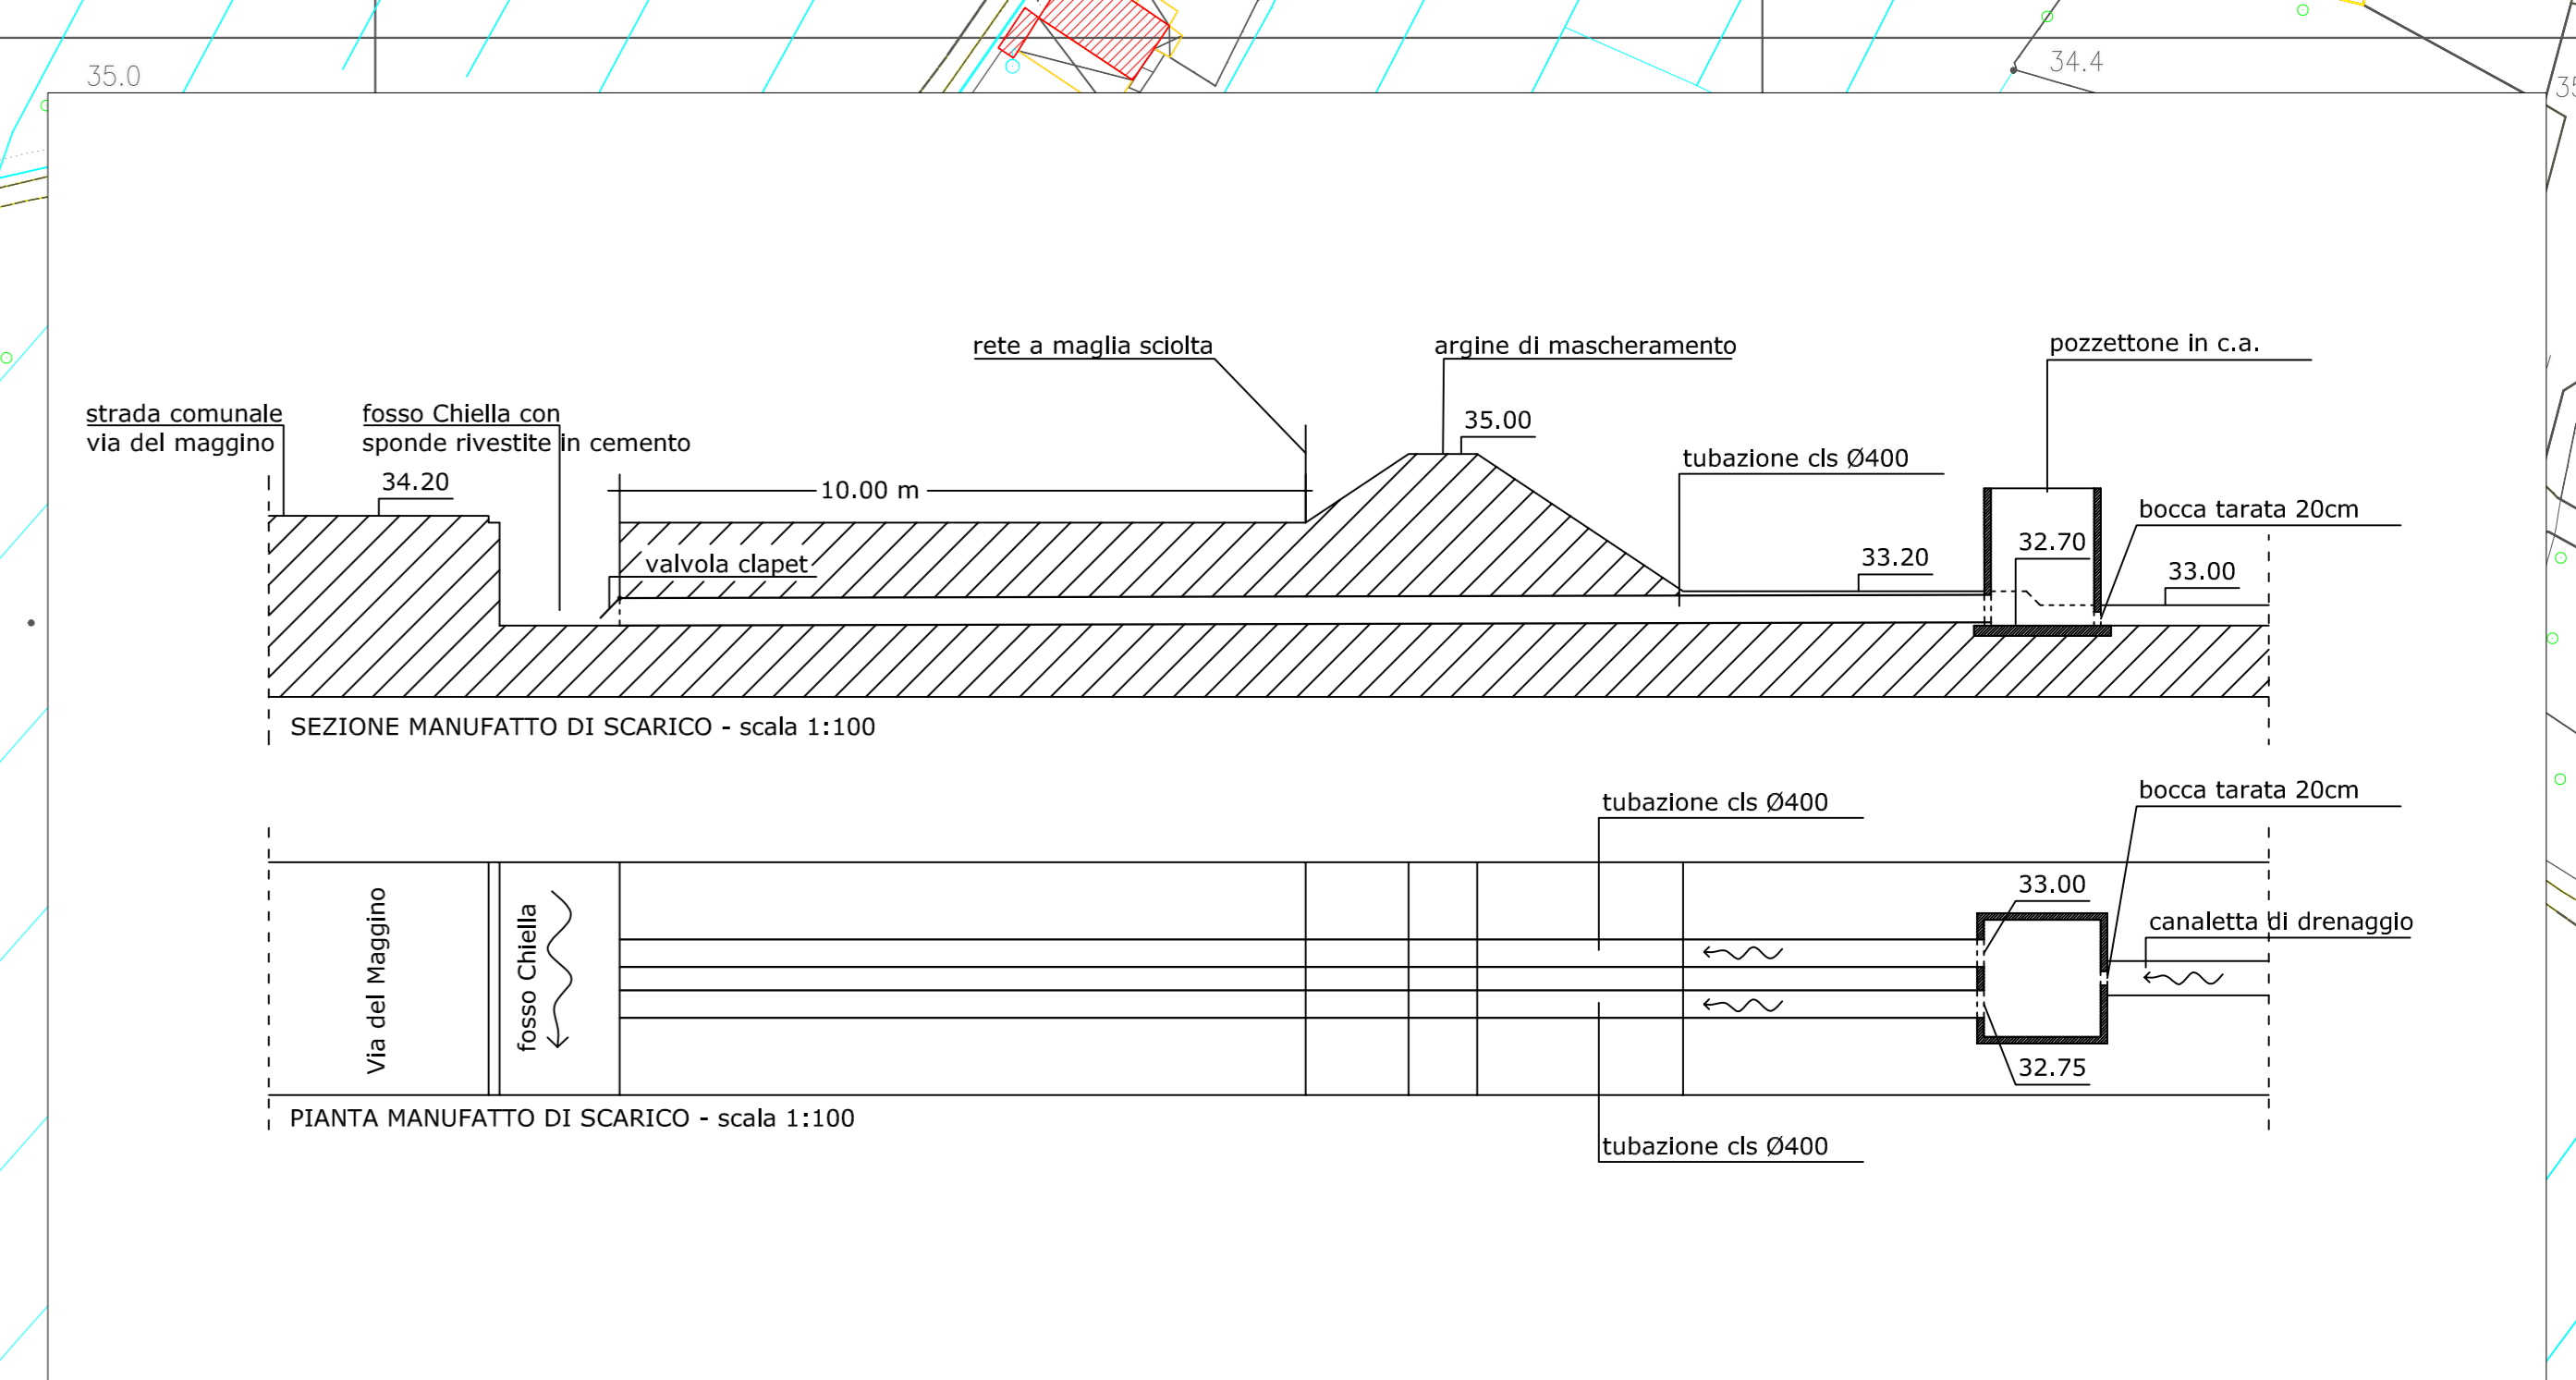 35.0
34.4
rete a maglia sciolta
argine di mascheramento
pozzettone in c.a.
strada comunale
via del maggino
fosso Chiella con
sponde rivestite in cemento
35.00
tubazione cls Ø400
34.20
10.00 m
bocca tarata 20cm
valvola clapet
33.20
32.70
33.00
SEZIONE MANUFATTO DI SCARICO - scala 1:100
tubazione cls Ø400
bocca tarata 20cm
Via del Maggino
fosso Chiella
33.00
canaletta di drenaggio
32.75
PIANTA MANUFATTO DI SCARICO - scala 1:100
tubazione cls Ø400